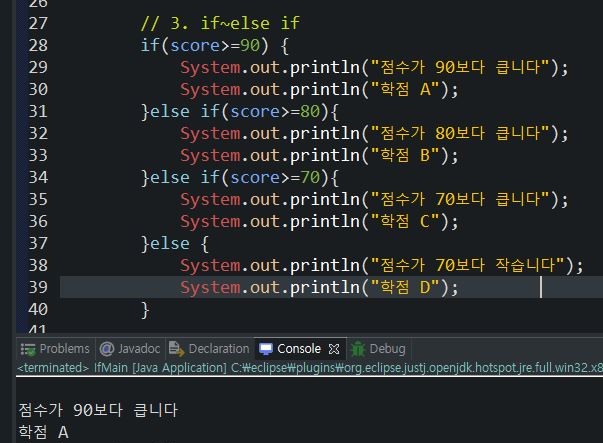 26
27 // 3. if~else if
28 if(score>=90) {
29 System.out.println("점수가 90보다 큽니다");
30 System.out.println("학점 A");
31 }else if(score>=80){
32 System.out.println("점수가 80보다 큽니다");
33 System.out.println("학점 B");
34 }else if(score>=70){
35 System.out.println("점수가 70보다 큽니다");
36 System.out.println("학점 C");
37 }else {
38 System.out.println("점수가 70보다 작습니다");
39 System.out.println("학점 D");
40 }
41
Problems @ Javadoc Declaration Console Debug
<terminated> IfMain [Java Application] C:₩eclipse₩plugins₩org.eclipse.justj.openjdk.hotspot.jre.full.win32.x8
점수가 90보다 큽니다
학점 A